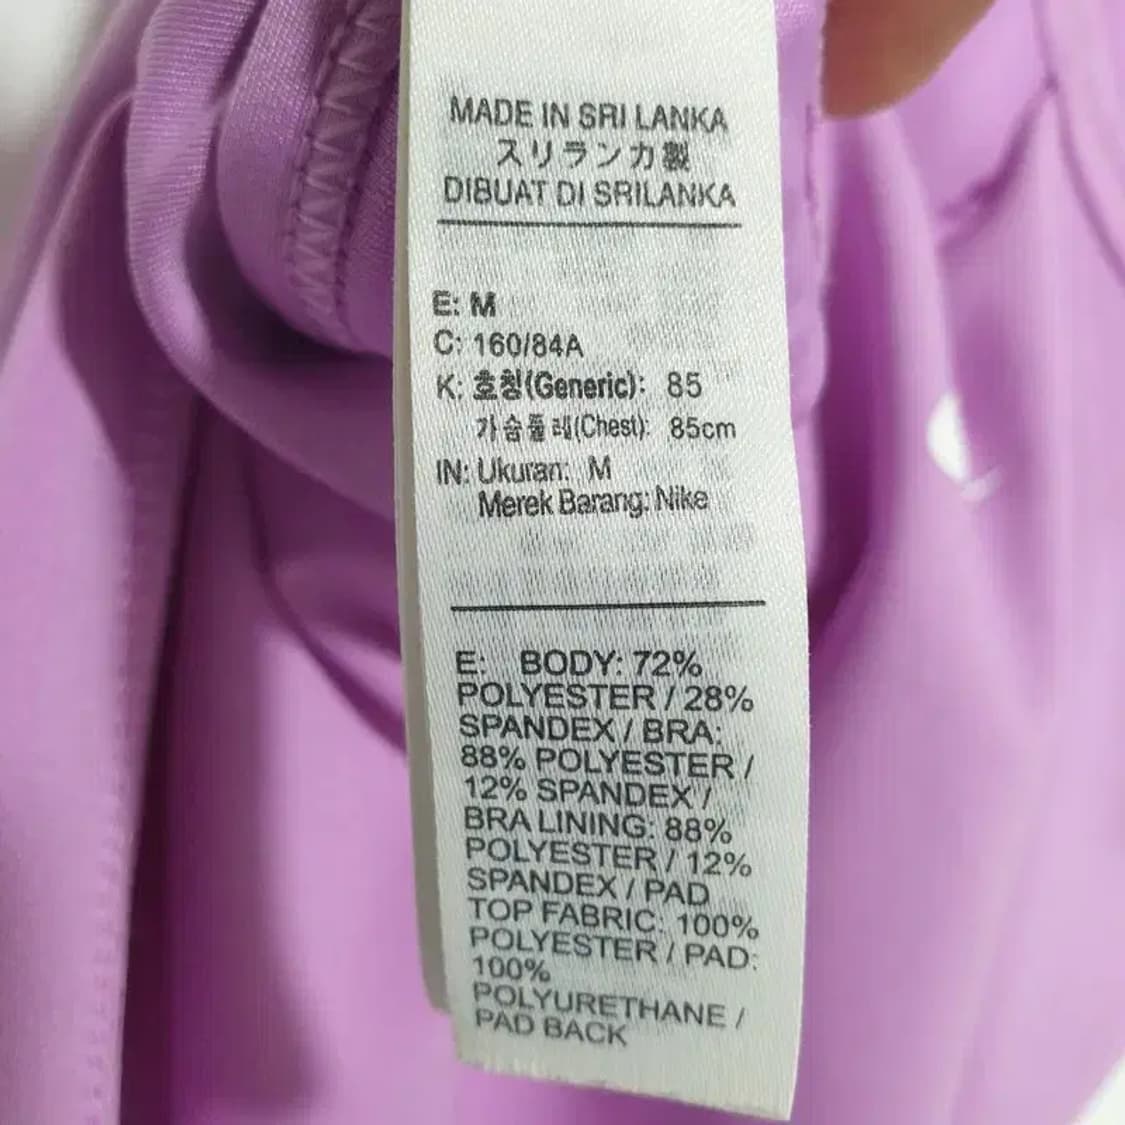 MADE IN SRI LANKA
スリランカ製
DIBUAT DI SRILANKA
E: M
C: 160/84A
K: 호칭(Generic): 85
가슴둘레(Chest): 85cm
IN: Ukuran: M
Merek Barang: Nike
E: BODY: 72%
POLYESTER / 28%
SPANDEX / BRA:
88% POLYESTER /
12% SPANDEX /
BRA LINING: 88%
POLYESTER / 12%
SPANDEX / PAD
TOP FABRIC: 100%
POLYESTER / PAD:
100%
POLYURETHANE /
PAD BACK